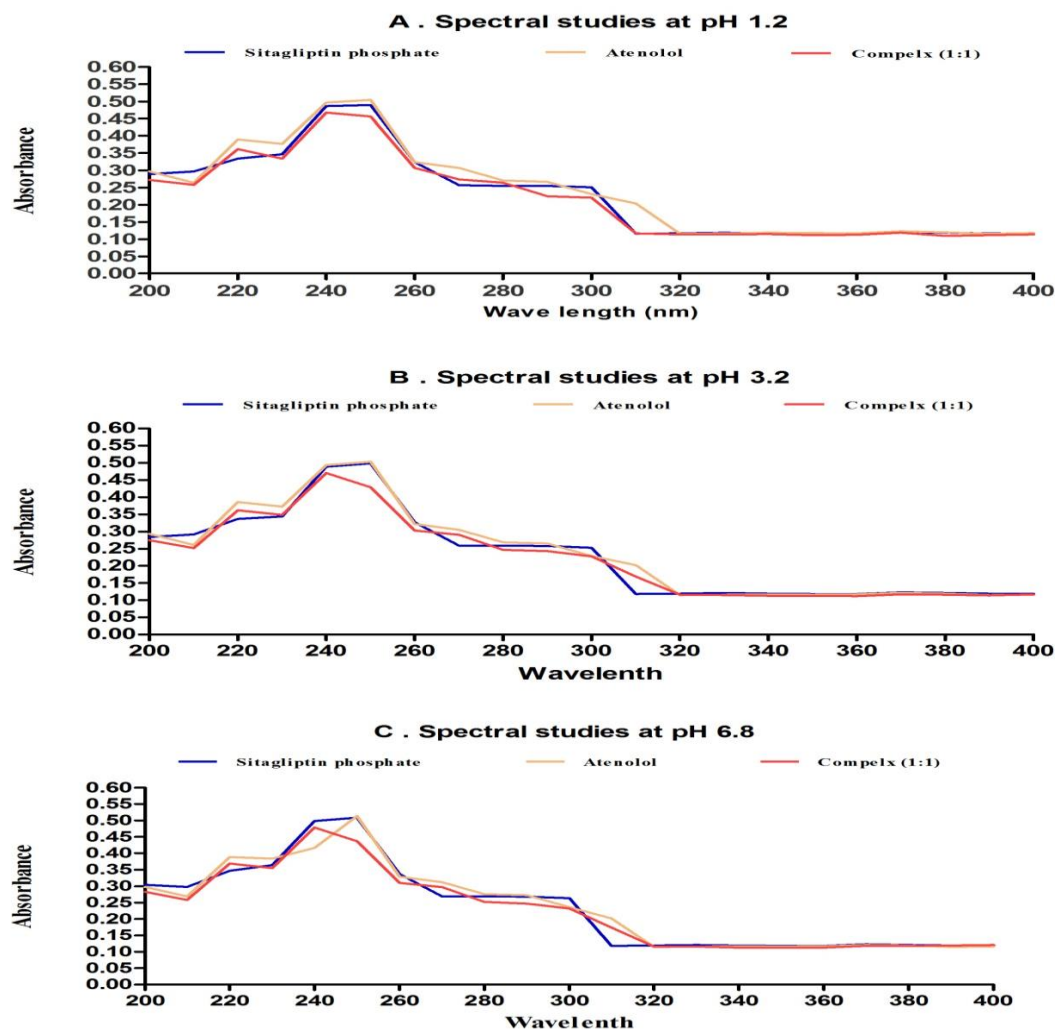 A . Spectral studies at pH 1.2
Sitagliptin phosphate Atenolol Compelx (1:1)
Absorbance
0.60
0.55
0.50
0.45
0.40
0.35
0.30
0.25
0.20
0.15
0.10
0.05
0.00
200 220 240 260 280 300 320 340 360 380 400
Wave length (nm)
B . Spectral studies at pH 3.2
Sitagliptin phosphate Atenolol Compelx (1:1)
Absorbance
0.60
0.55
0.50
0.45
0.40
0.35
0.30
0.25
0.20
0.15
0.10
0.05
0.00
200 220 240 260 280 300 320 340 360 380 400
Wavelenth
C . Spectral studies at pH 6.8
Sitagliptin phosphate Atenolol Compelx (1:1)
Absorbance
0.60
0.55
0.50
0.45
0.40
0.35
0.30
0.25
0.20
0.15
0.10
0.05
0.00
200 220 240 260 280 300 320 340 360 380 400
Wavelenth